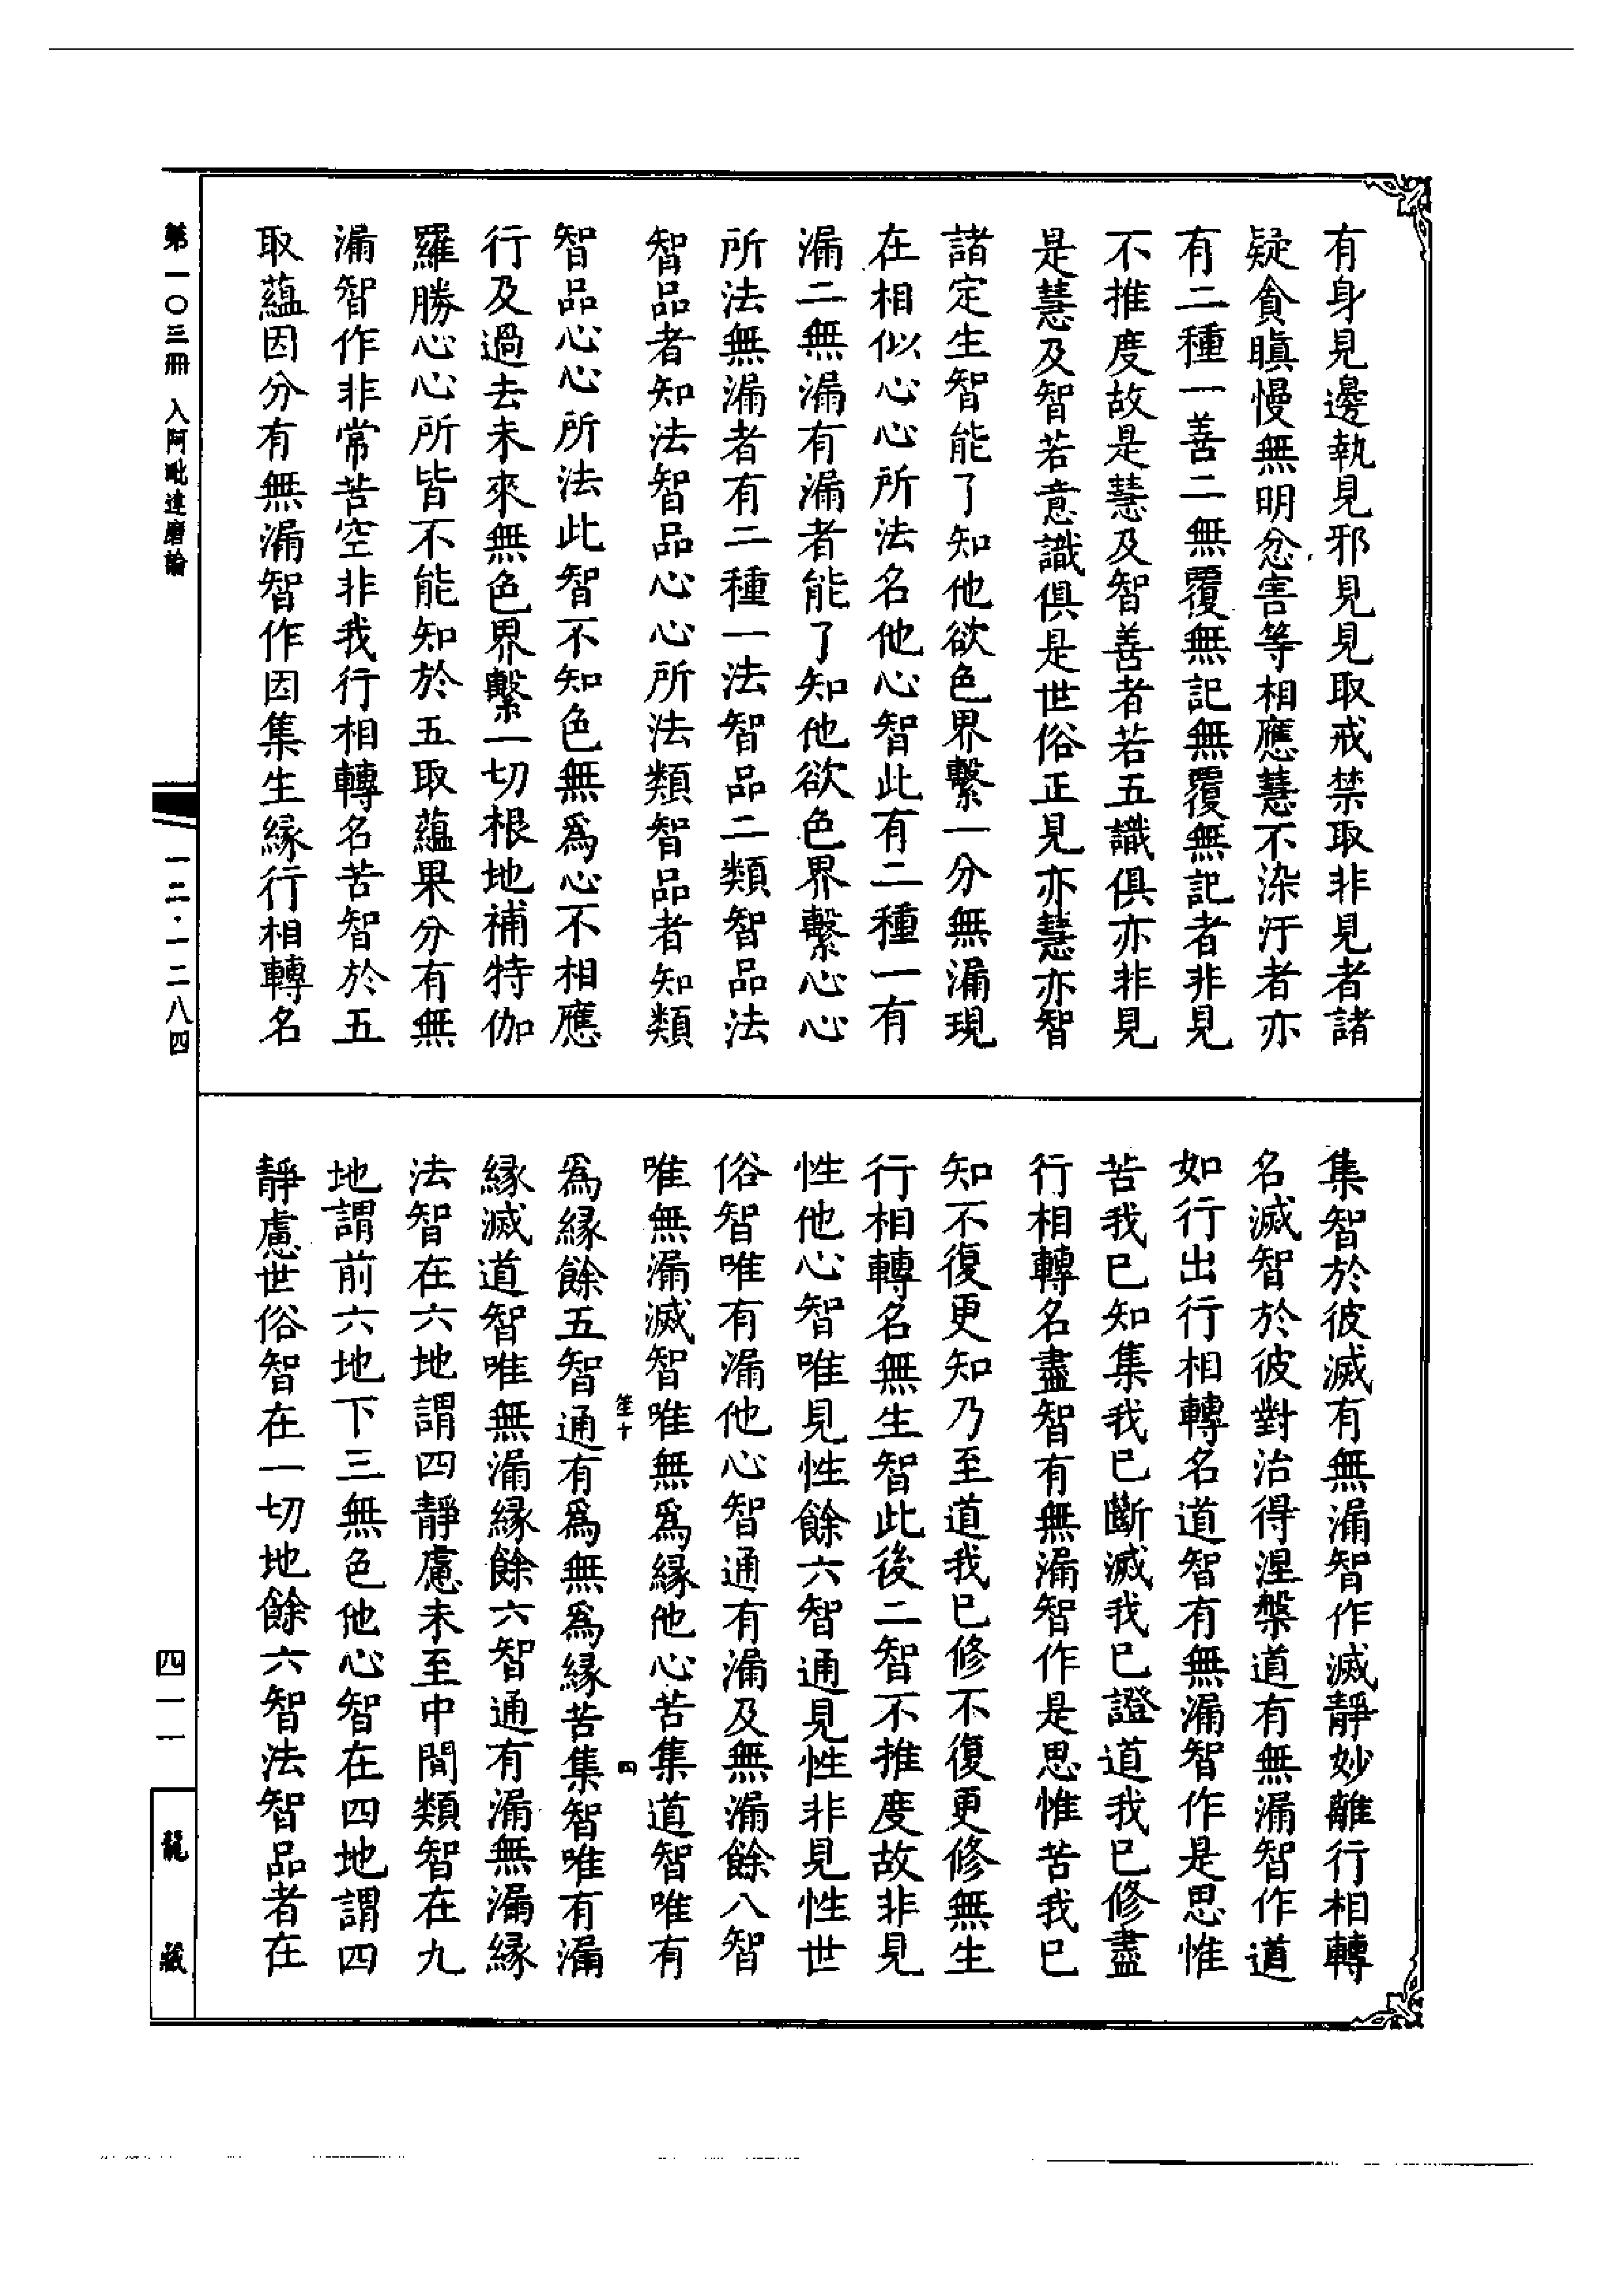 有身見邊執見邪見見取戒禁取非見者諸
疑貪瞋慢無明忿害等相應慧不染汙者亦
有二種一善二無覆無記無覆無記者非見
不推度故是慧及智善者若五識俱亦非見
是慧及智若意識俱是世俗正見亦慧亦智
諸定生智能了知他欲色界繫一分無漏現
在相似心心所法名他心智此有二種一有
漏二無漏有漏者能了知他欲色界繫心心
所法無漏者有二種一法智品二類智品法
智品者知法智品心心所法類智品者知類
智品心心所法此智不知色無為心不相應
行及過去未來無色界繫一切根地補特伽
羅勝心心所皆不能知於五取蘊果分有無
漏智作非常苦空非我行相轉名苦智於五
取蘊因分有無漏智作因集生緣行相轉名
集智於彼滅有無漏智作滅靜妙離行相轉
名滅智於彼對治得涅槃道有無漏智作道
如行出行相轉名道智有無漏智作是思惟
苦我已知集我已斷滅我已證道我已修盡
行相轉名盡智有無漏智作是思惟苦我已
知不復更知乃至道我已修不復更修無生
行相轉名無生智此後二智不推度故非見
性他心智唯見性餘六智通見性非見性世
俗智唯有漏他心智通有漏及無漏餘八智
唯無漏滅智唯無為緣他心苦集道智唯有
笙十 四
為緣餘五智通有為無為緣苦集智唯有漏
緣滅道智唯無漏緣餘六智通有漏無漏緣
法智在六地謂四靜慮未至中間類智在九
地謂前六地下三無色他心智在四地謂四
靜慮世俗智在一切地餘六智法智品者在
第一〇三冊 入阿毗達磨論
一二·一二八四
四一一
龍藏